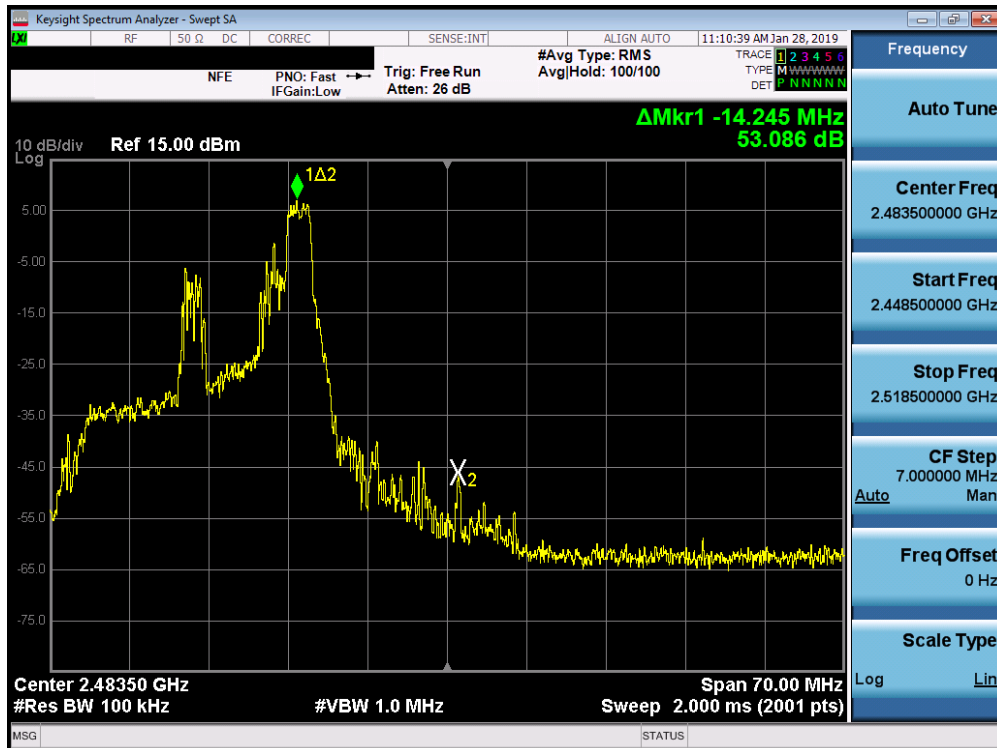 Keysight Spectrum Analyzer - Swept SA
LXI RF 50 Ω DC CORREC SENSE:INT ALIGN AUTO 11:10:39 AM Jan 28, 2019
NFE PNO: Fast Trig: Free Run #Avg Type: RMS TRACE 1 2 3 4 5 6
IFGain:Low Atten: 26 dB Avg|Hold: 100/100 TYPE M WWWWW
DET P N N N N N
ΔMkr1 -14.245 MHz
53.086 dB
10 dB/div Ref 15.00 dBm
Log
1Δ2
5.00
-5.00
-15.0
-25.0
-35.0
-45.0
X2
-55.0
-65.0
-75.0
Center 2.48350 GHz Span 70.00 MHz
#Res BW 100 kHz #VBW 1.0 MHz Sweep 2.000 ms (2001 pts)
MSG STATUS
Frequency
Auto Tune
Center Freq
2.483500000 GHz
Start Freq
2.448500000 GHz
Stop Freq
2.518500000 GHz
CF Step
7.000000 MHz
Auto Man
Freq Offset
0 Hz
Scale Type
Log Lin